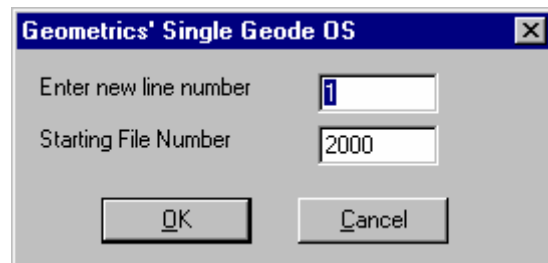 Geometrics' Single Geode OS
Enter new line number 1
Starting File Number 2000
OK Cancel